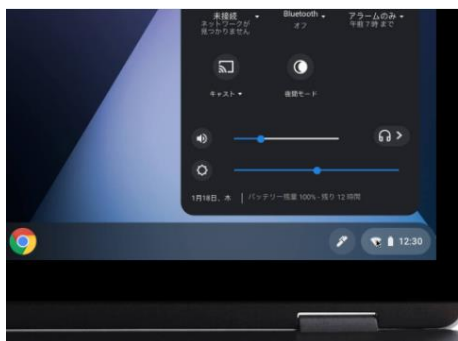 未接続
ネットワークが
見つかりません
Bluetooth
オフ
アラームのみ
午前 7 時 まで
キャスト
夜間モード
1月18日、木
バッテリー残量 100% - 残り 12 時間
12:30